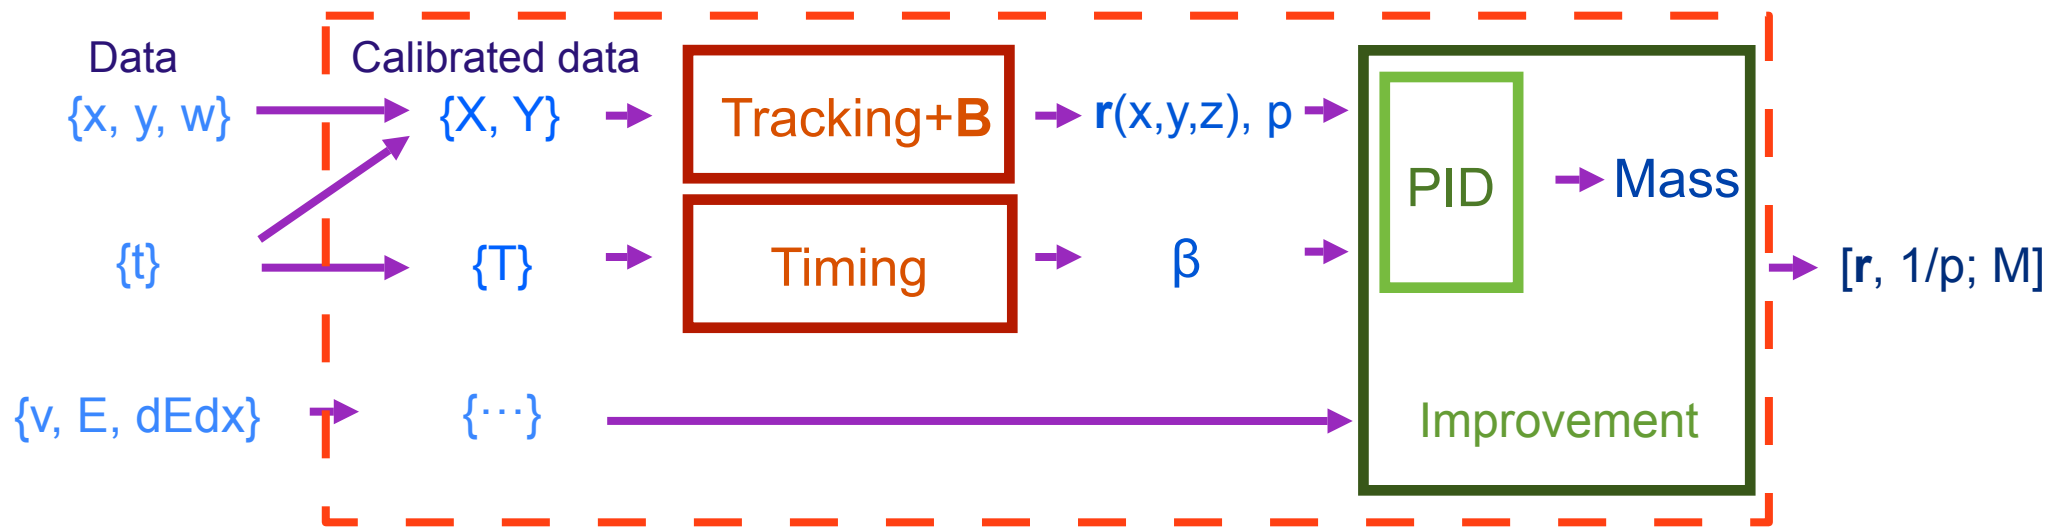 Data
Calibrated data
{x, y, w}
{X, Y}
Tracking+B
r(x,y,z), p
PID
Mass
{t}
{T}
Timing
β
[r, 1/p; M]
{v, E, dEdx}
{⋯}
Improvement